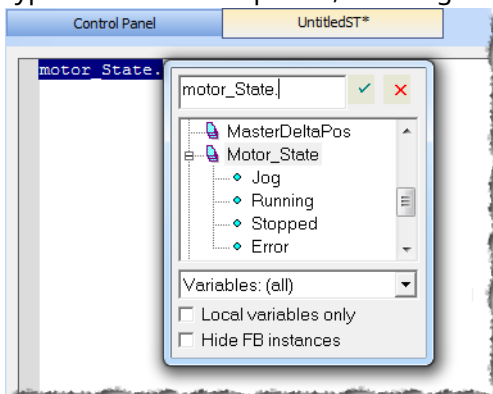 Control Panel
UntitledST*
motor_State.
motor_State.
MasterDeltaPos
Motor_State
Jog
Running
Stopped
Error
Variables: (all)
Local variables only
Hide FB instances